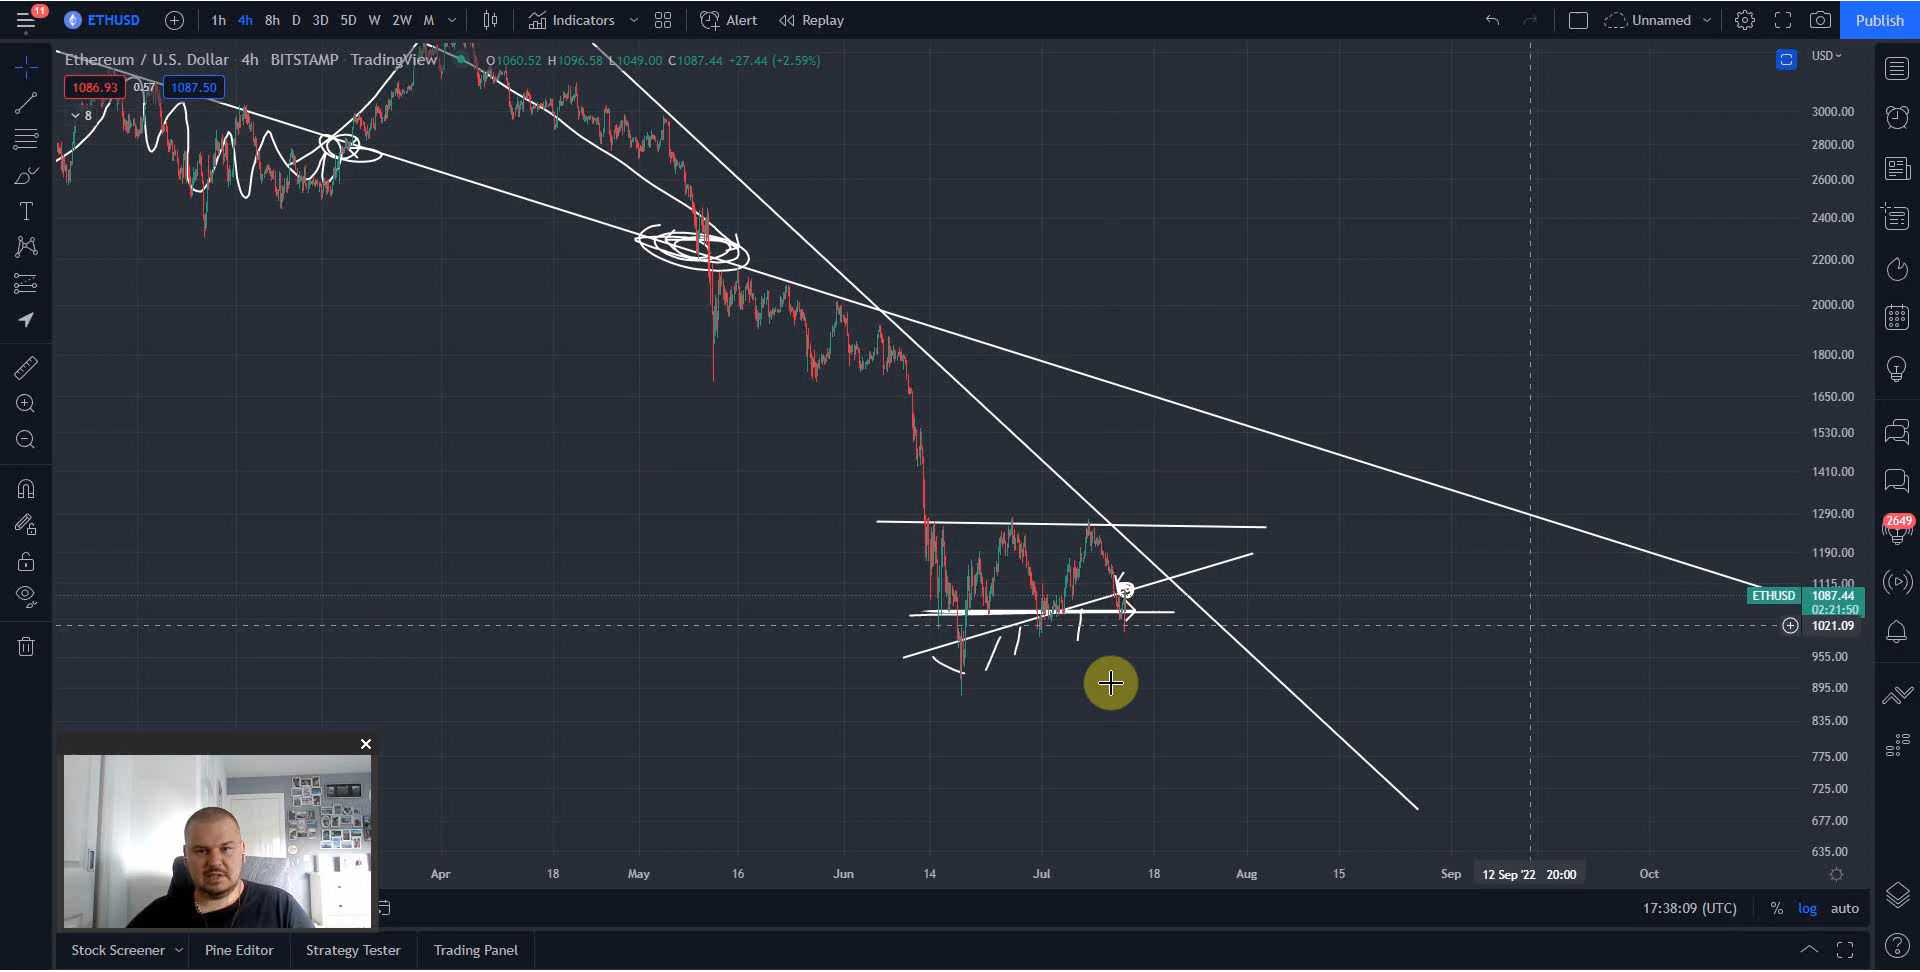 11
ETHUSD
1h 4h 8h D 3D 5D W 2W M
Indicators
Alert
Replay
Unnamed
Publish
Ethereum / U.S. Dollar · 4h · BITSTAMP · TradingView
O1060.52 H1096.58 L1049.00 C1087.44 +27.44 (+2.59%)
USD
1086.93 0.57 1087.50
8
3000.00
2800.00
2600.00
2400.00
2200.00
2000.00
1800.00
1650.00
1530.00
1410.00
1290.00
1190.00
1115.00
ETHUSD 1087.44
02:21:50
1021.09
955.00
895.00
835.00
775.00
725.00
677.00
635.00
2649
Apr 18 May 16 Jun 14 Jul 18 Aug 15 Sep 12 Sep '22 20:00 Oct
17:38:09 (UTC) % log auto
Stock Screener Pine Editor Strategy Tester Trading Panel